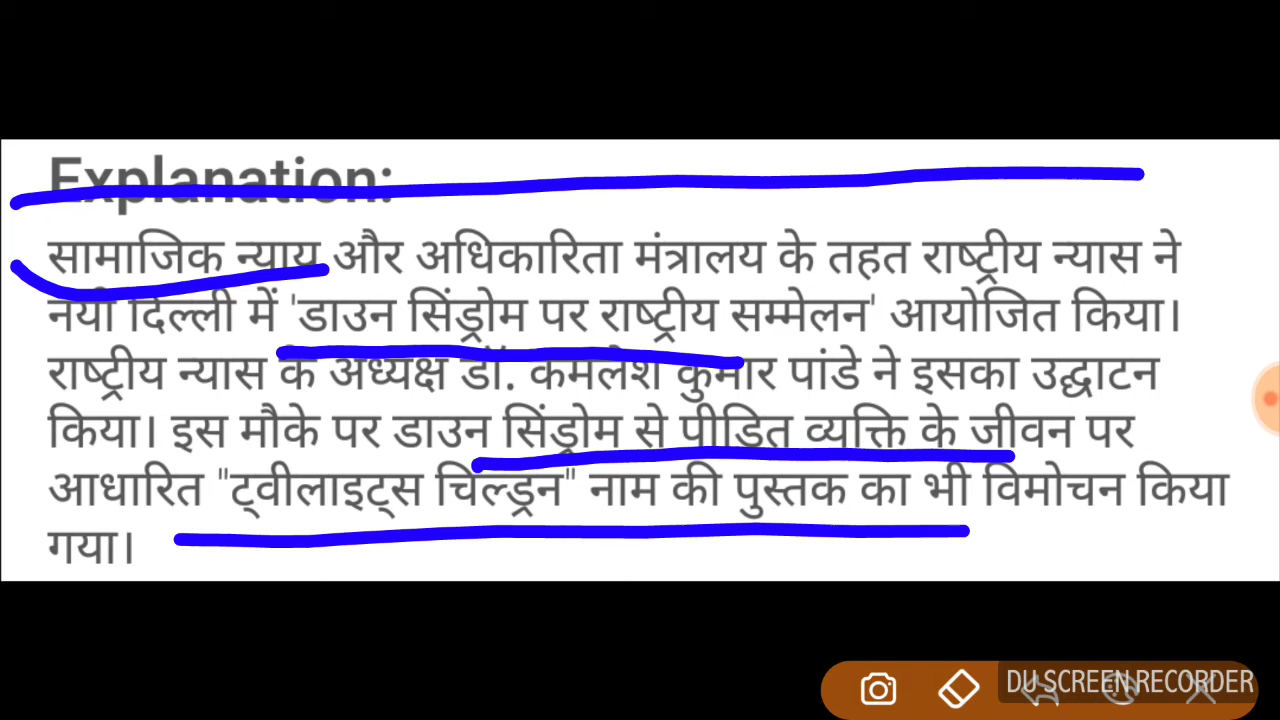 Explanation:
सामाजिक न्याय और अधिकारिता मंत्रालय के तहत राष्ट्रीय न्यास ने
नयी दिल्ली में 'डाउन सिंड्रोम पर राष्ट्रीय सम्मेलन' आयोजित किया।
राष्ट्रीय न्यास के अध्यक्ष डॉ. कमलेश कुमार पांडे ने इसका उद्घाटन
किया। इस मौके पर डाउन सिंड्रोम से पीडित व्यक्ति के जीवन पर
आधारित "ट्वीलाइट्स चिल्ड्रन" नाम की पुस्तक का भी विमोचन किया
गया।
DU SCREEN RECORDER